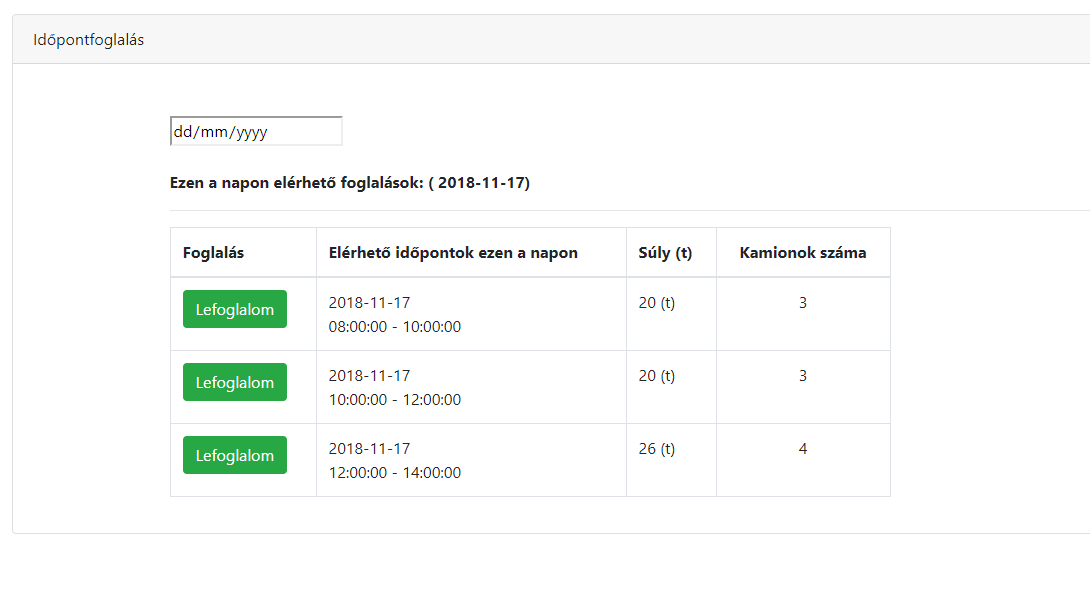 Időpontfoglalás
dd/mm/yyyy
Ezen a napon elérhető foglalások: ( 2018-11-17)
Foglalás Elérhető időpontok ezen a napon Súly (t) Kamionok száma
Lefoglalom 2018-11-17 20 (t) 3
08:00:00 - 10:00:00
Lefoglalom 2018-11-17 20 (t) 3
10:00:00 - 12:00:00
Lefoglalom 2018-11-17 26 (t) 4
12:00:00 - 14:00:00